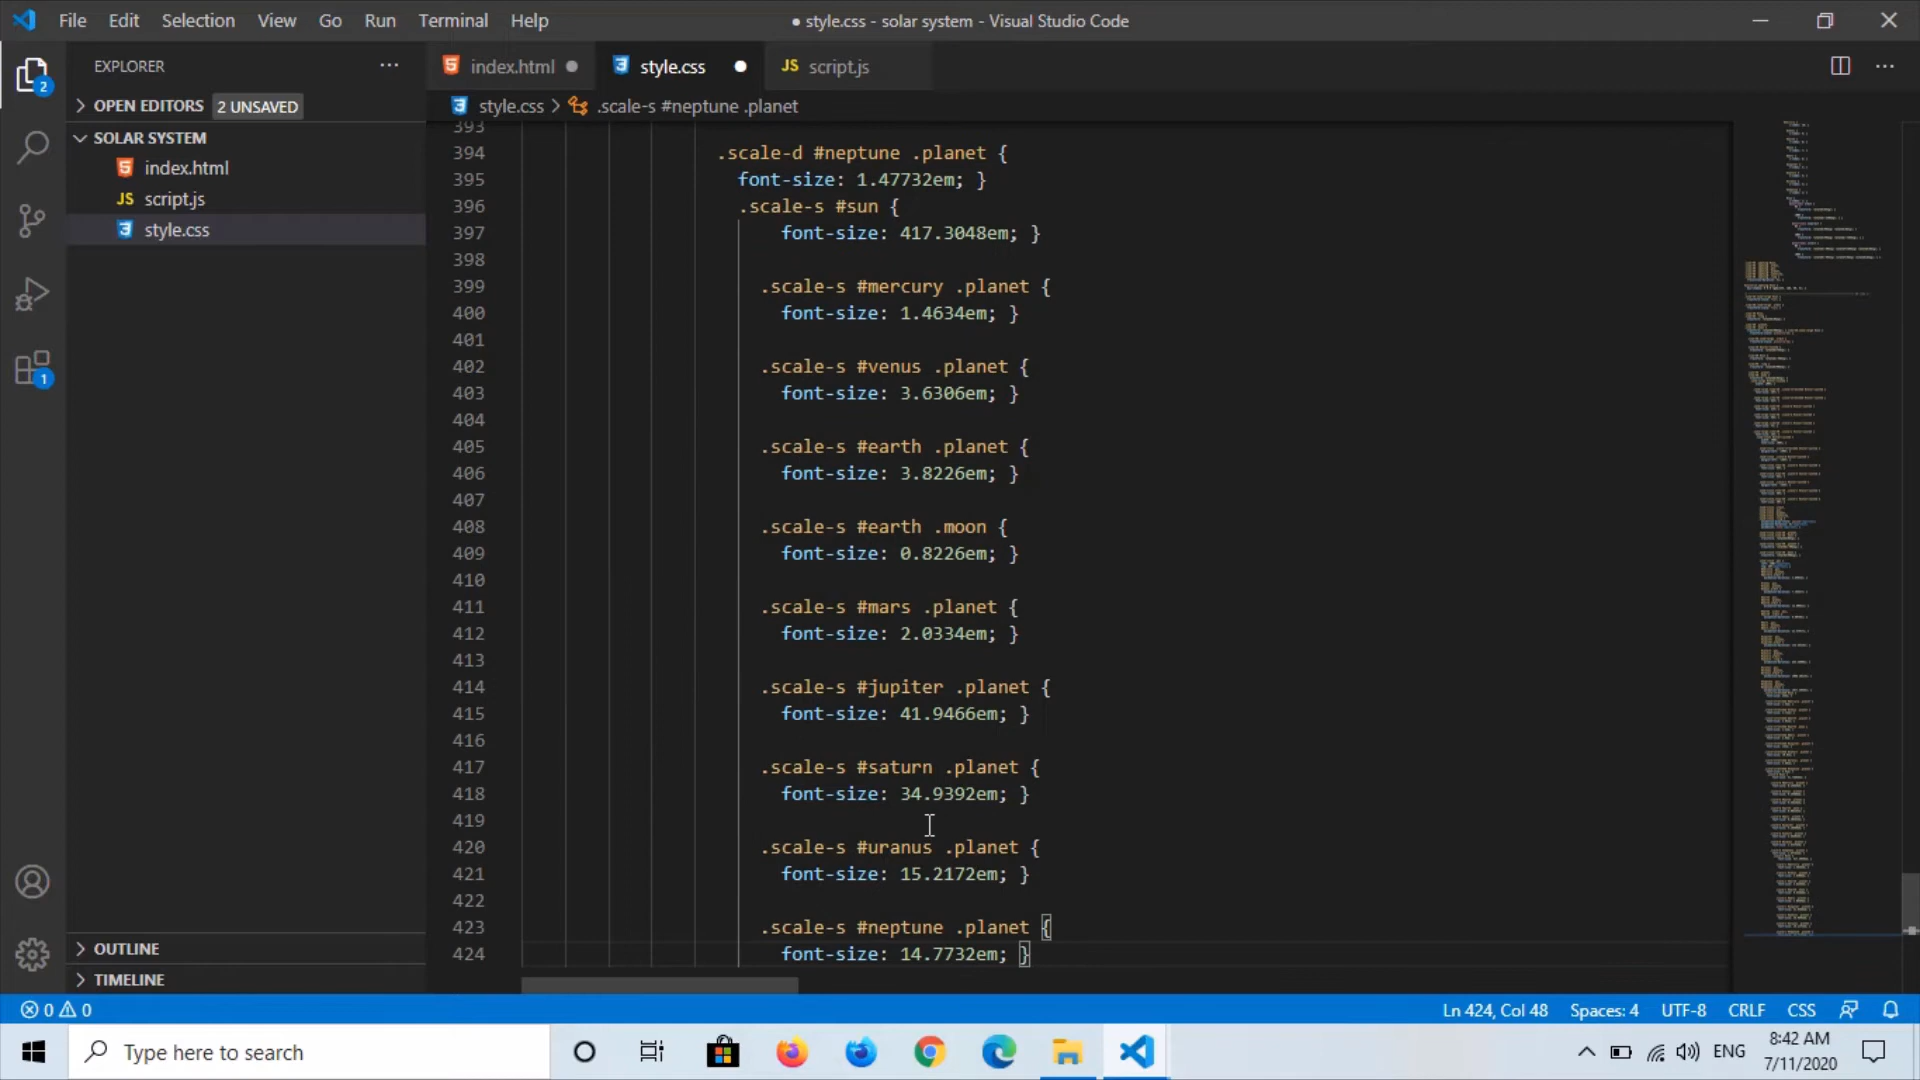 File Edit Selection View Go Run Terminal Help
● style.css - solar system - Visual Studio Code
EXPLORER
OPEN EDITORS 2 UNSAVED
SOLAR SYSTEM
index.html
JS script.js
style.css
OUTLINE
TIMELINE
2
1
index.html
style.css
JS script.js
style.css > .scale-s #neptune .planet
393
394 .scale-d #neptune .planet {
395 font-size: 1.47732em; }
396 .scale-s #sun {
397 font-size: 417.3048em; }
398
399 .scale-s #mercury .planet {
400 font-size: 1.4634em; }
401
402 .scale-s #venus .planet {
403 font-size: 3.6306em; }
404
405 .scale-s #earth .planet {
406 font-size: 3.8226em; }
407
408 .scale-s #earth .moon {
409 font-size: 0.8226em; }
410
411 .scale-s #mars .planet {
412 font-size: 2.0334em; }
413
414 .scale-s #jupiter .planet {
415 font-size: 41.9466em; }
416
417 .scale-s #saturn .planet {
418 font-size: 34.9392em; }
419
420 .scale-s #uranus .planet {
421 font-size: 15.2172em; }
422
423 .scale-s #neptune .planet {
424 font-size: 14.7732em; }
0 0
Ln 424, Col 48 Spaces: 4 UTF-8 CRLF CSS
Type here to search
ENG
8:42 AM
7/11/2020